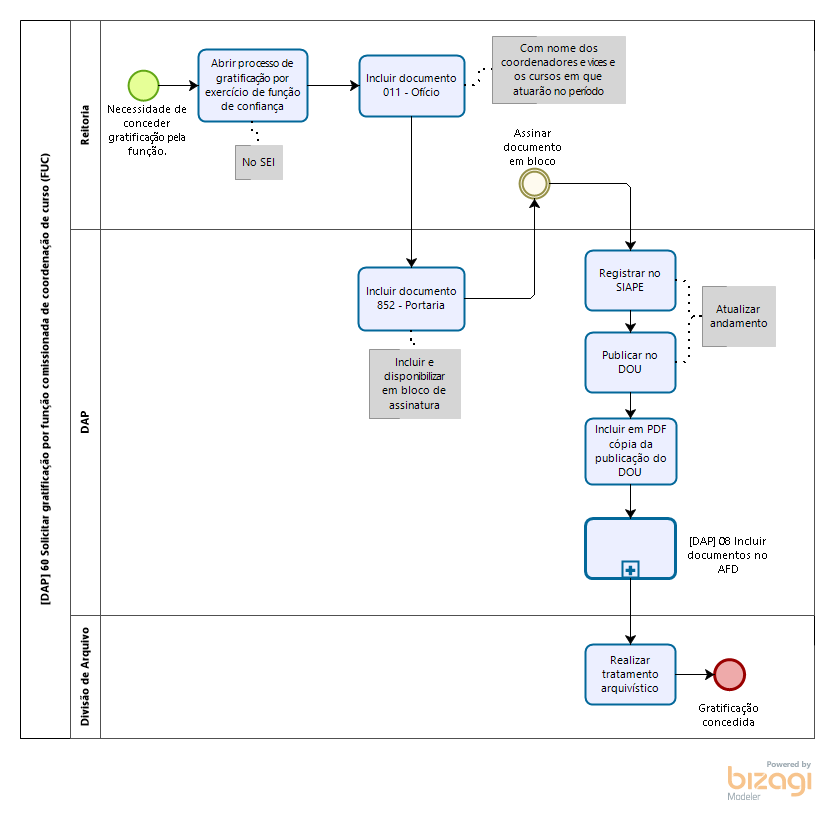 [DAP] 60 Solicitar gratificação por função comissionada de coordenação de curso (FUC)
Reitoria
Necessidade de
conceder
gratificação pela
função.
Abrir processo de
gratificação por
exercício de função
de confiança
No SEI
Incluir documento
011 - Ofício
Com nome dos
coordenadores e vices e
os cursos em que
atuarão no período
Assinar
documento
em bloco
DAP
Incluir documento
852 - Portaria
Incluir e
disponibilizar
em bloco de
assinatura
Registrar no
SIAPE
Atualizar
andamento
Publicar no
DOU
Incluir em PDF
cópia da
publicação do
DOU
[DAP] 08 Incluir
documentos no
AFD
Divisão de Arquivo
Realizar
tratamento
arquivístico
Gratificação
concedida
Powered by
bizagi
Modeler